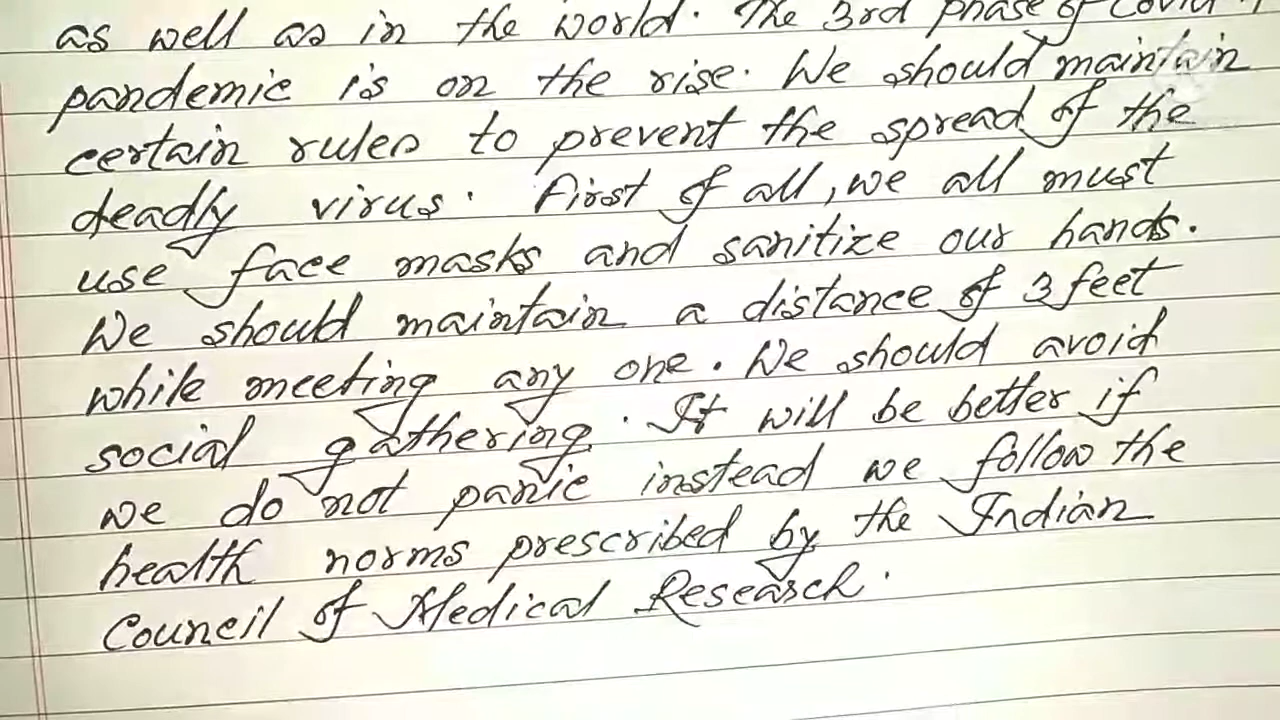 as well as in the world. The 3rd phase of Covid
pandemic is on the rise. We should maintain
certain rules to prevent the spread of the
deadly virus. First of all, we all must
use face masks and sanitize our hands.
We should maintain a distance of 3 feet
while meeting any one. We should avoid
social gathering. It will be better if
we do not panic instead we follow the
health norms prescribed by the Indian
Council of Medical Research.